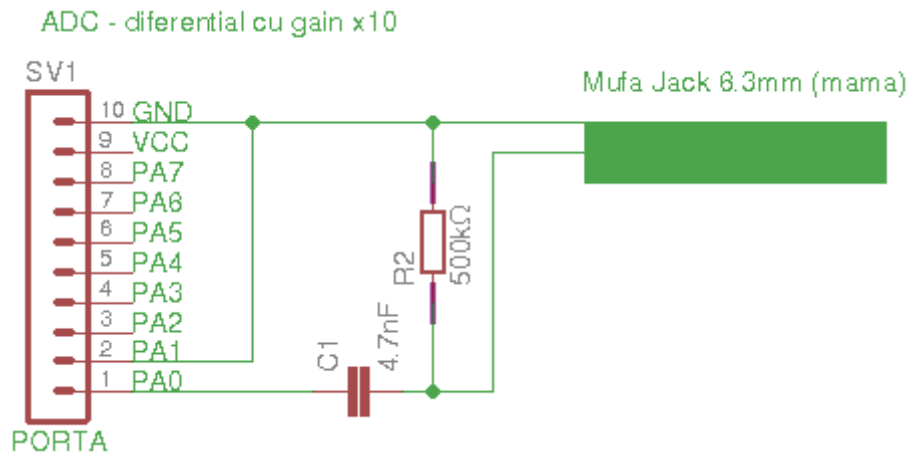 ADC - diferential cu gain x10
SV1
Mufa Jack 6.3mm (mama)
10 GND
9 VCC
8 PA7
7 PA6
6 PA5
5 PA4
4 PA3
3 PA2
2 PA1
1 PA0
PORTA
C1
4.7nF
R2
500kΩ